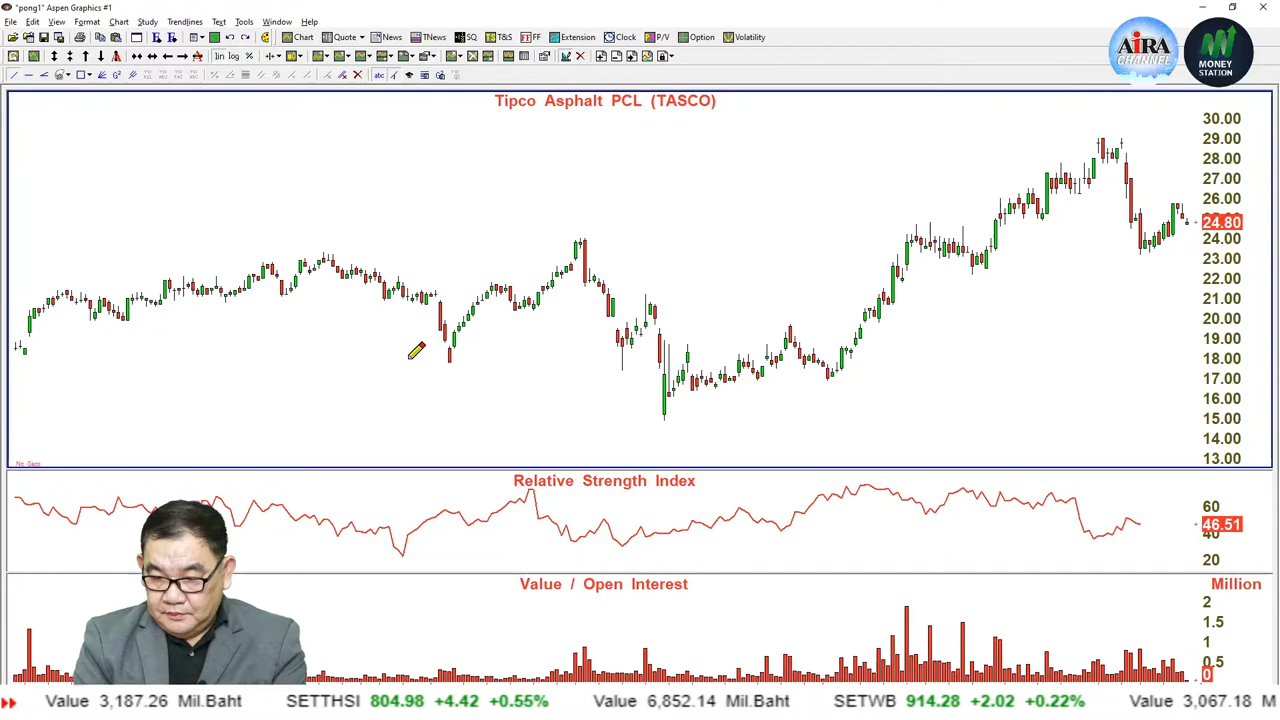 "pong1" Aspen Graphics #1
File Edit View Format Chart Study Trendlines Text Tools Window Help
Chart Quote News TNews SQ T&S FF Extension Clock P/V Option Volatility
lin log %
abc
AiRA
CHANNEL
MONEY
STATION
Tipco Asphalt PCL (TASCO)
30.00
29.00
28.00
27.00
26.00
24.80
24.00
23.00
22.00
21.00
20.00
19.00
18.00
17.00
16.00
15.00
14.00
13.00
No Gaps
Relative Strength Index
60
46.51
40
20
Value / Open Interest
Million
2
1.5
1
0.5
0
Value 3,187.26 Mil.Baht SETTHSI 804.98 +4.42 +0.55% Value 6,852.14 Mil.Baht SETWB 914.28 +2.02 +0.22% Value 3,067.18 M